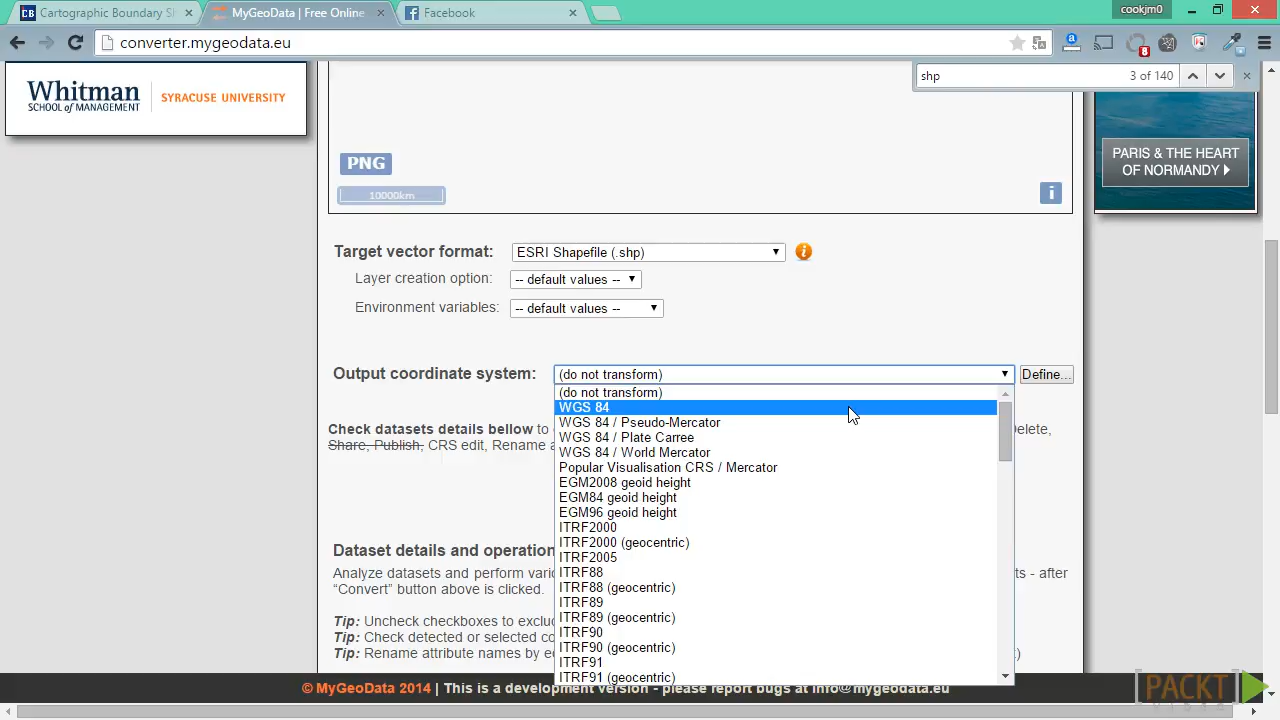 Cartographic Boundary Sh
MyGeoData | Free Online
Facebook
cookjm0
converter.mygeodata.eu
8
shp
3 of 140
Whitman
SCHOOL of MANAGEMENT
SYRACUSE UNIVERSITY
PARIS & THE HEART
OF NORMANDY
PNG
10000km
i
Target vector format:
ESRI Shapefile (.shp)
i
Layer creation option:
-- default values --
Environment variables:
-- default values --
Output coordinate system:
(do not transform)
Define...
(do not transform)
WGS 84
WGS 84 / Pseudo-Mercator
WGS 84 / Plate Carree
WGS 84 / World Mercator
Popular Visualisation CRS / Mercator
EGM2008 geoid height
EGM84 geoid height
EGM96 geoid height
ITRF2000
ITRF2000 (geocentric)
ITRF2005
ITRF88
ITRF88 (geocentric)
ITRF89
ITRF89 (geocentric)
ITRF90
ITRF90 (geocentric)
ITRF91
ITRF91 (geocentric)
Check datasets details bellow to
Delete,
Share, Publish, CRS edit, Rename a
Dataset details and operation
Analyze datasets and perform vari
ts - after
"Convert" button above is clicked.
Tip: Uncheck checkboxes to exclu
Tip: Check detected or selected co
Tip: Rename attribute names by e
© MyGeoData 2014 | This is a development version - please report bugs at info@mygeodata.eu
PACKT
VIDEO